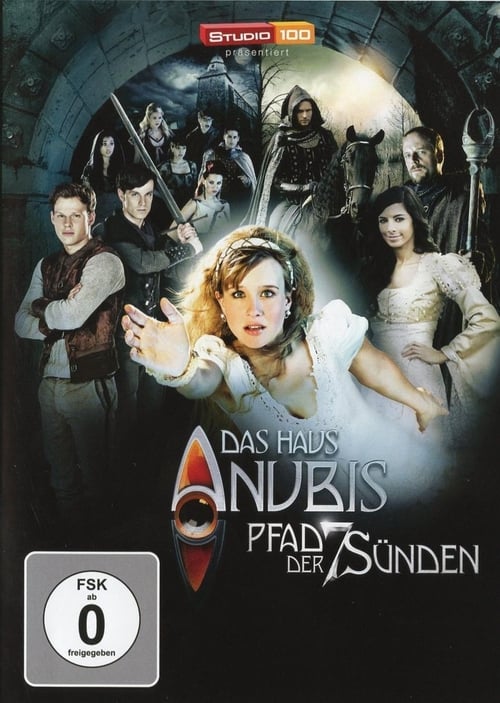 STUDIO 100
präsentiert
DAS HAUS
ANUBIS
PFAD
DER 7 SÜNDEN
FSK
ab
0
freigegeben